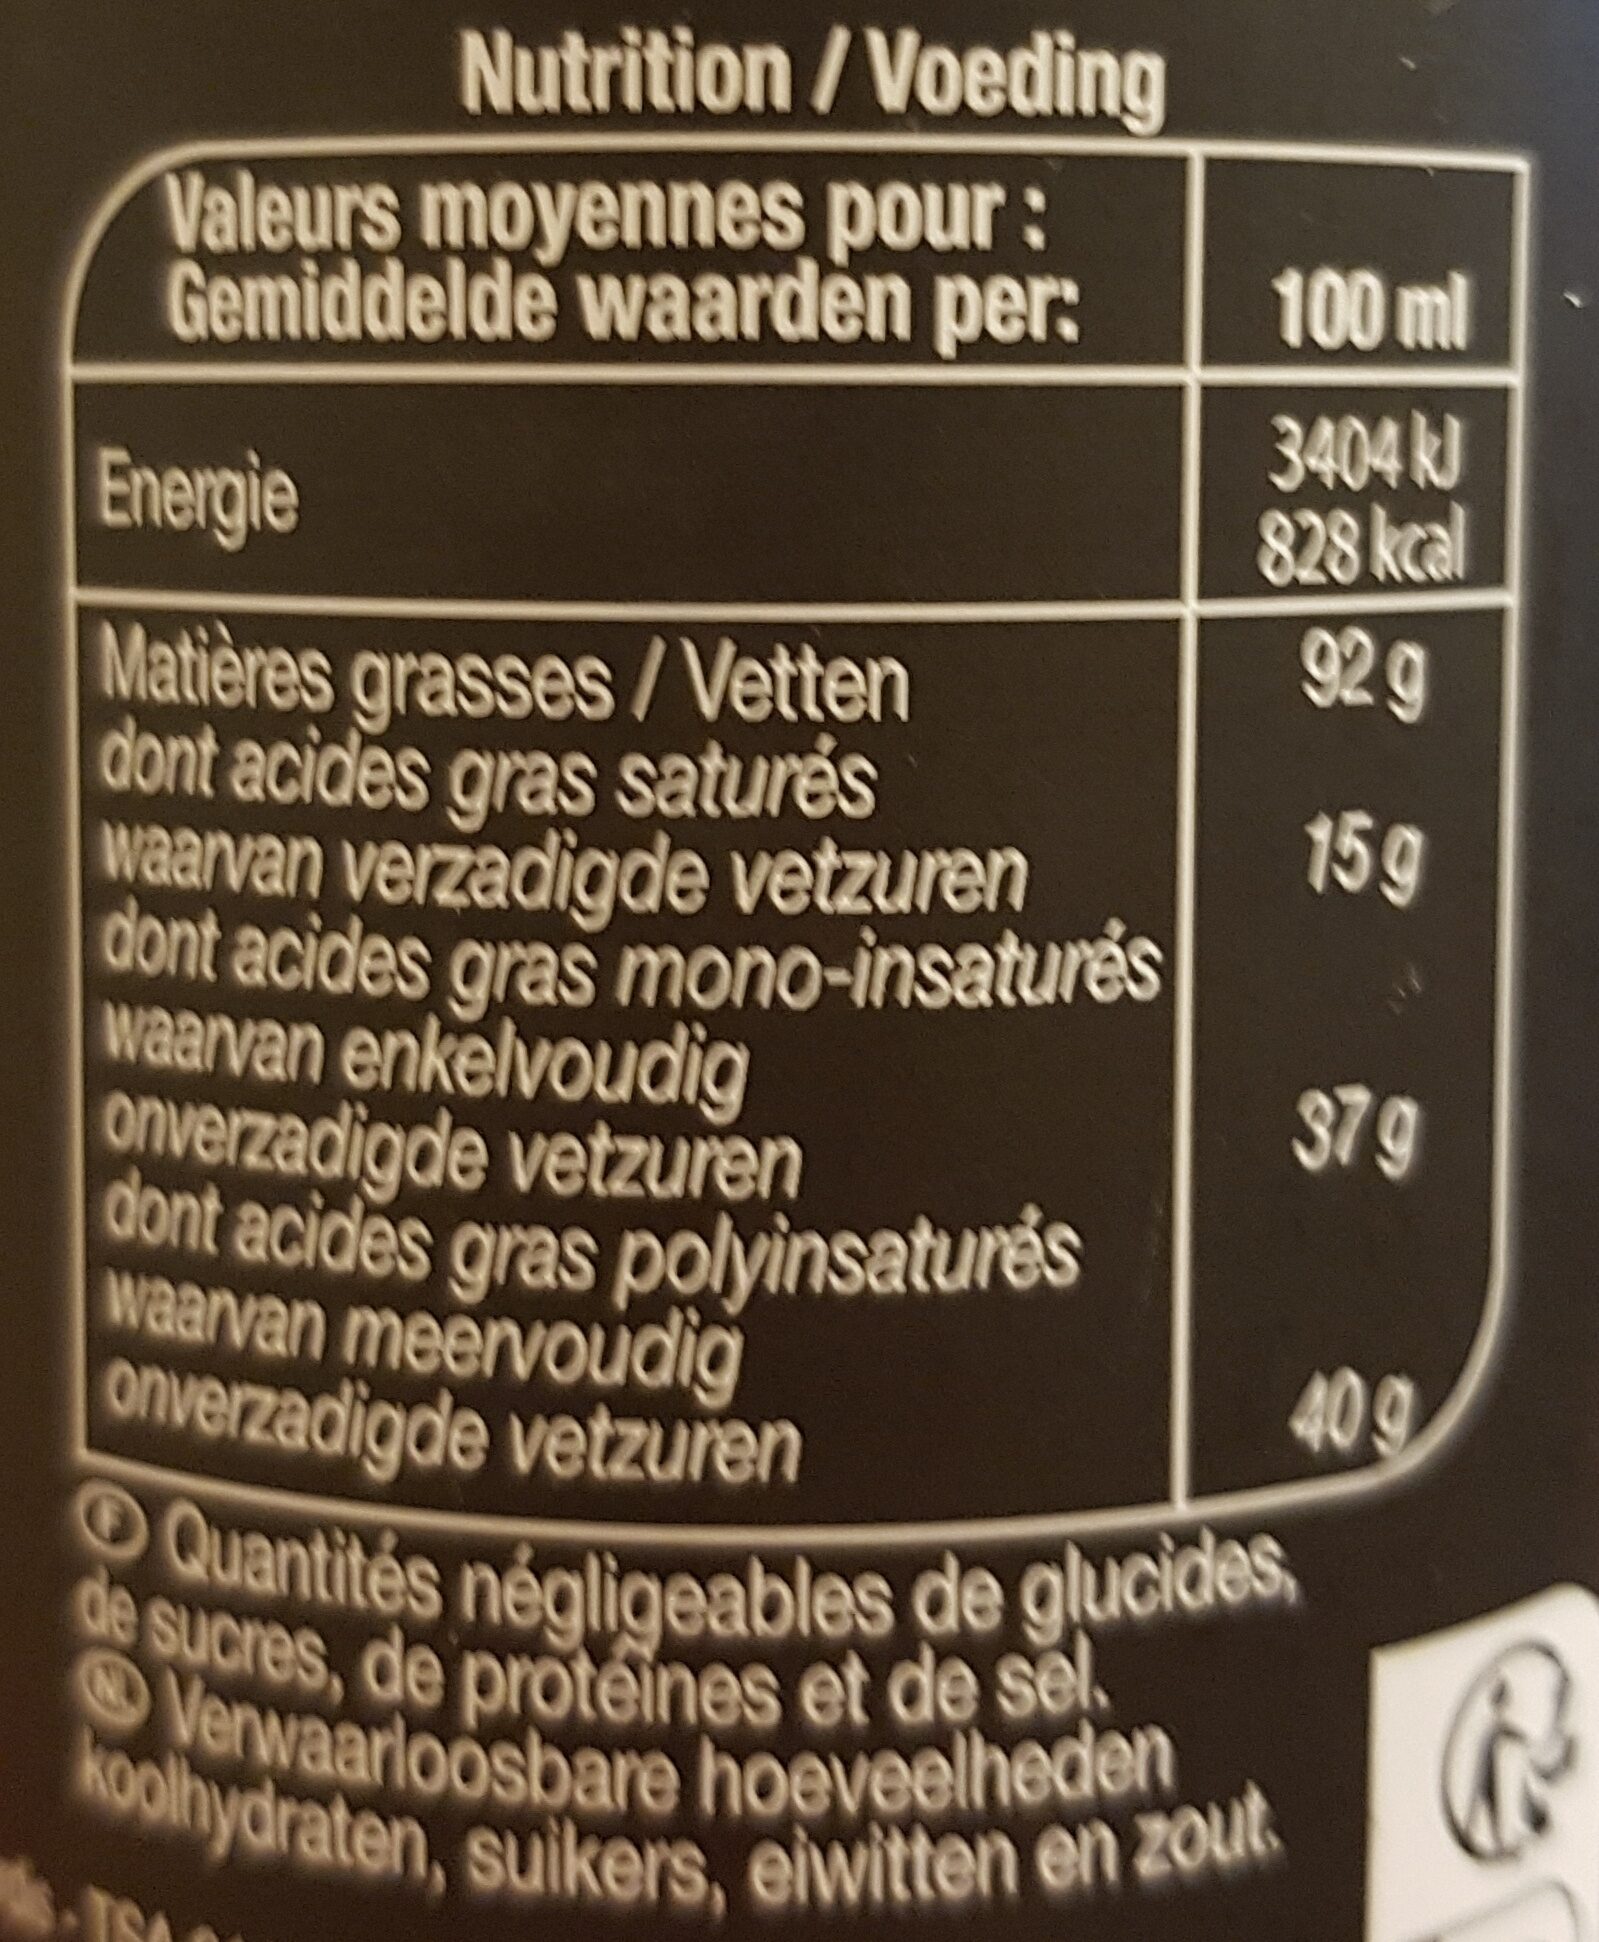 Nutrition / Voeding
Valeurs moyennes pour :
Gemiddelde waarden per:
100 ml
Energie
3404 kJ
828 kcal
Matières grasses / Vetten
92 g
dont acides gras saturés
waarvan verzadigde vetzuren
15 g
dont acides gras mono-insaturés
waarvan enkelvoudig
onverzadigde vetzuren
37 g
dont acides gras polyinsaturés
waarvan meervoudig
onverzadigde vetzuren
40 g
F Quantités négligeables de glucides,
de sucres, de protéines et de sel.
NL Verwaarloosbare hoeveelheden
koolhydraten, suikers, eiwitten en zout.